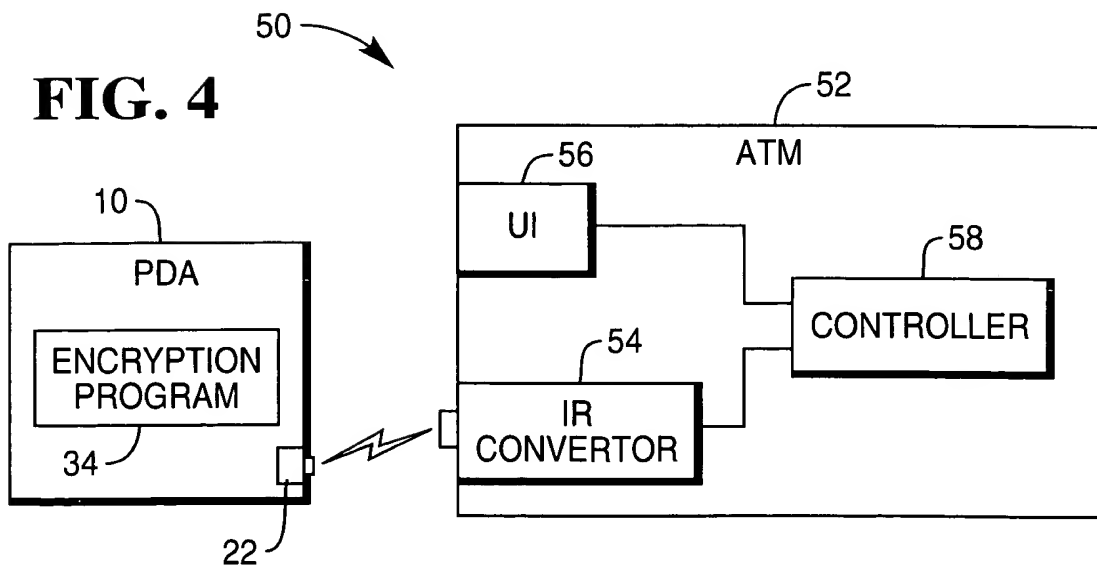 50
FIG. 4
52
ATM
56
UI
10
PDA
58
CONTROLLER
ENCRYPTION
PROGRAM
54
IR
CONVERTOR
34
22